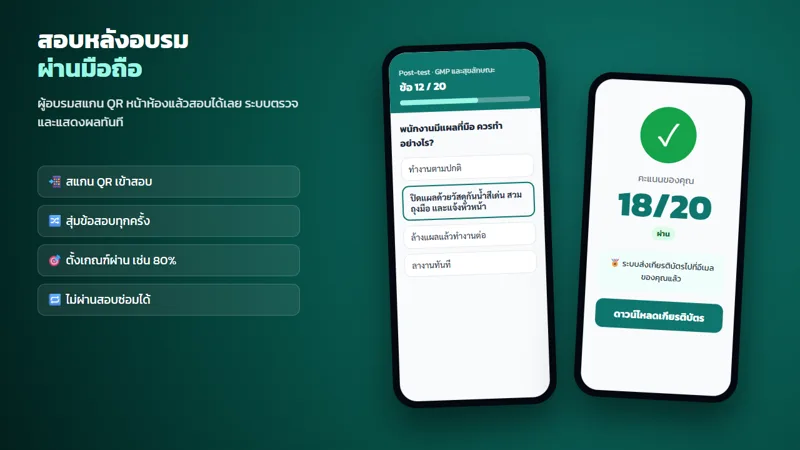 สอบหลังอบรม
ผ่านมือถือ
ผู้อบรมสแกน QR หน้าห้องแล้วสอบได้เลย ระบบตรวจ
และแสดงผลทันที
📲 สแกน QR เข้าสอบ
🔀 สุ่มข้อสอบทุกครั้ง
🎯 ตั้งเกณฑ์ผ่าน เช่น 80%
🔁 ไม่ผ่านสอบซ่อมได้
Post-test · GMP และสุขลักษณะ
ข้อ 12 / 20
พนักงานมีแผลที่มือ ควรทำ
อย่างไร?
ทำงานตามปกติ
ปิดแผลด้วยวัสดุกันน้ำสีเด่น สวม
ถุงมือ และแจ้งหัวหน้า
ล้างแผลแล้วทำงานต่อ
ลางานทันที
✓
คะแนนของคุณ
18/20
ผ่าน
🏅 ระบบส่งเกียรติบัตรไปที่อีเมล
ของคุณแล้ว
ดาวน์โหลดเกียรติบัตร